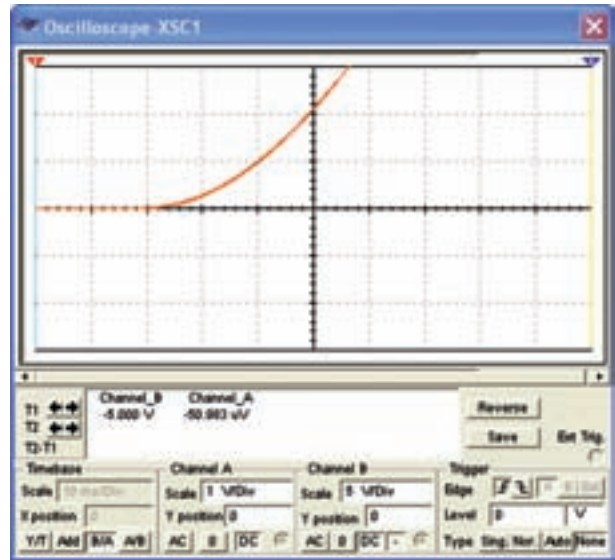 Oscilloscope-XSC1
Channel_B Channel_A
T1 -5.000 V -50.983 uV
T2
T2-T1
Reverse
Save
Ext Trig.
Timebase Channel A Channel B Trigger
Scale Scale 1 V/Div Scale 5 V/Div Edge
X position 0 Y position 0 Y position 0 Level 0 V
Y/T Add B/A A/B AC 0 DC AC 0 DC - Type Sing. Nor. Auto None